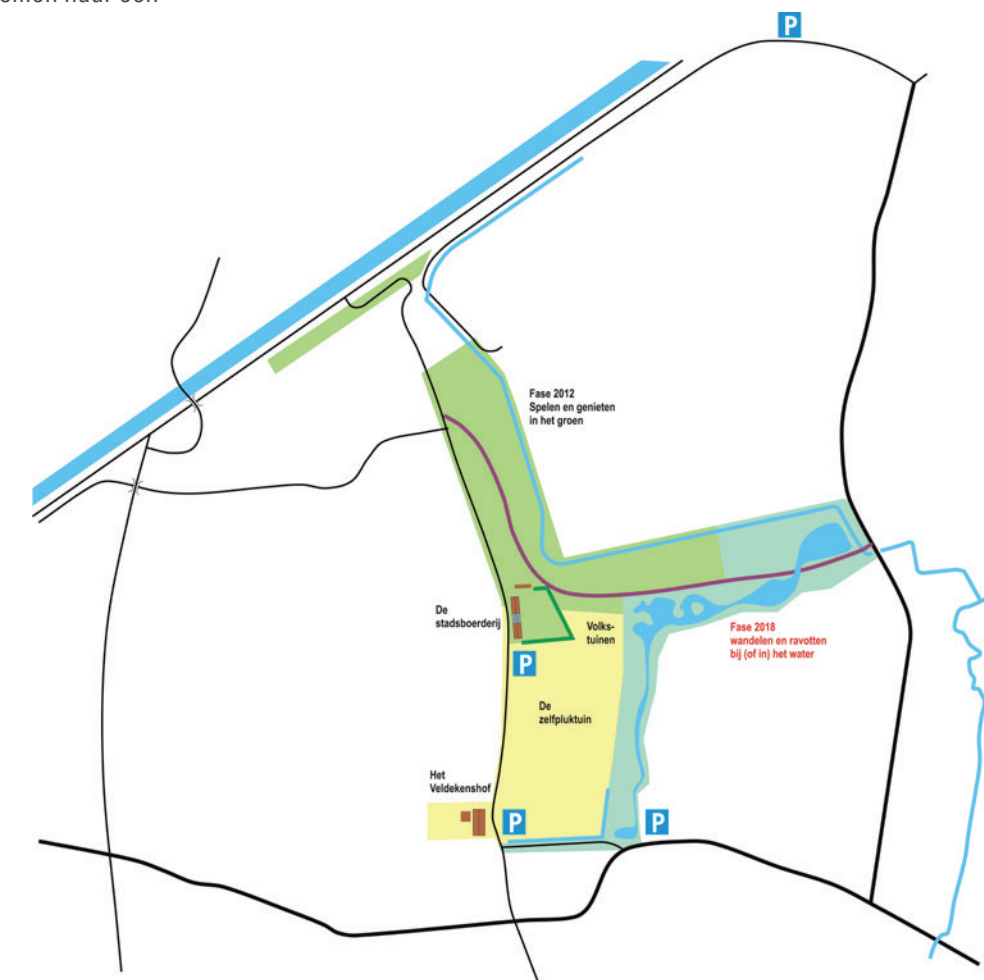 P
Fase 2012
Spelen en genieten
in het groen
De
stadsboerderij
Volks-
tuinen
Fase 2018
wandelen en ravotten
bij (of in) het water
P
De
zelfpluktuin
Het
Veldekenshof
P
P